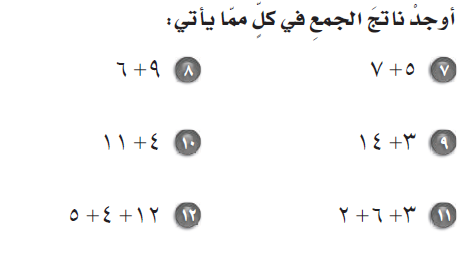 أوجدْ ناتجَ الجمعِ في كلٍّ ممّا يأتي:
٧ ٥ + ٧
٨ ٩ + ٦
٩ ٣ + ١٤
١٠ ٤ + ١١
١١ ٣ + ٦ + ٢
١٢ ١٢ + ٤ + ٥